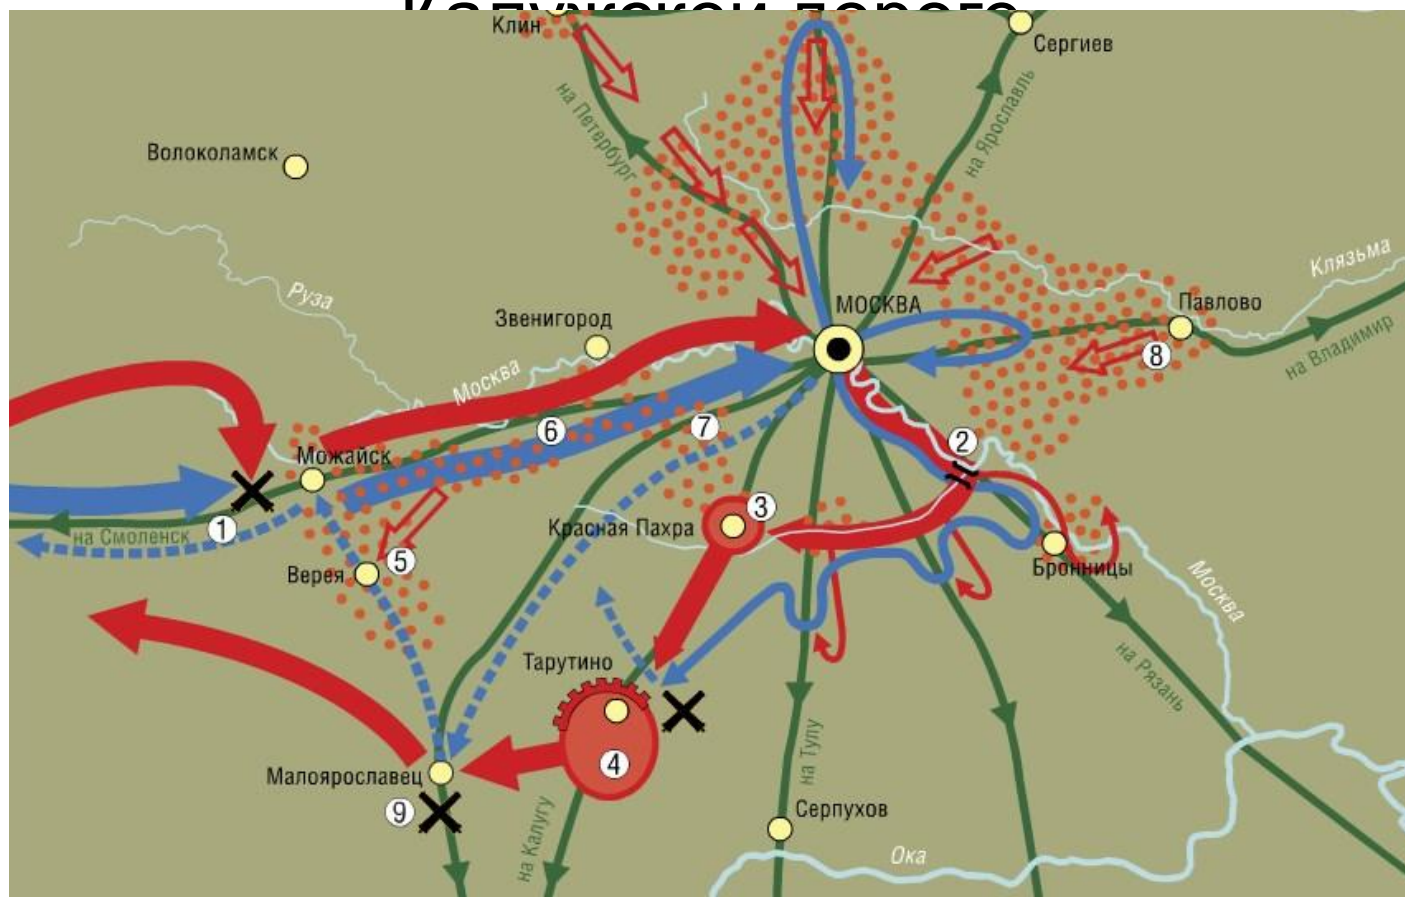 Калужской дороге
Клин
Сергиев
на Петербург
на Ярославль
Волоколамск
Руза
Клязьма
Павлово
МОСКВА
Звенигород
на Владимир
8
Москва
6
7
2
Можайск
1
на Смоленск
3
Красная Пахра
5
Верея
Бронницы
Москва
Тарутино
на Рязань
4
на Тулу
Малоярославец
9
Серпухов
на Калугу
Ока